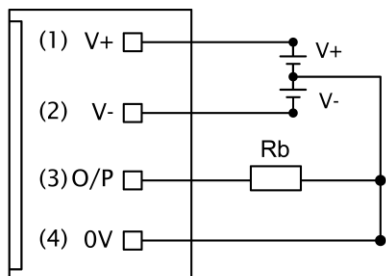 (1) V+
V+
(2) V-
V-
Rb
(3) O/P
(4) 0V